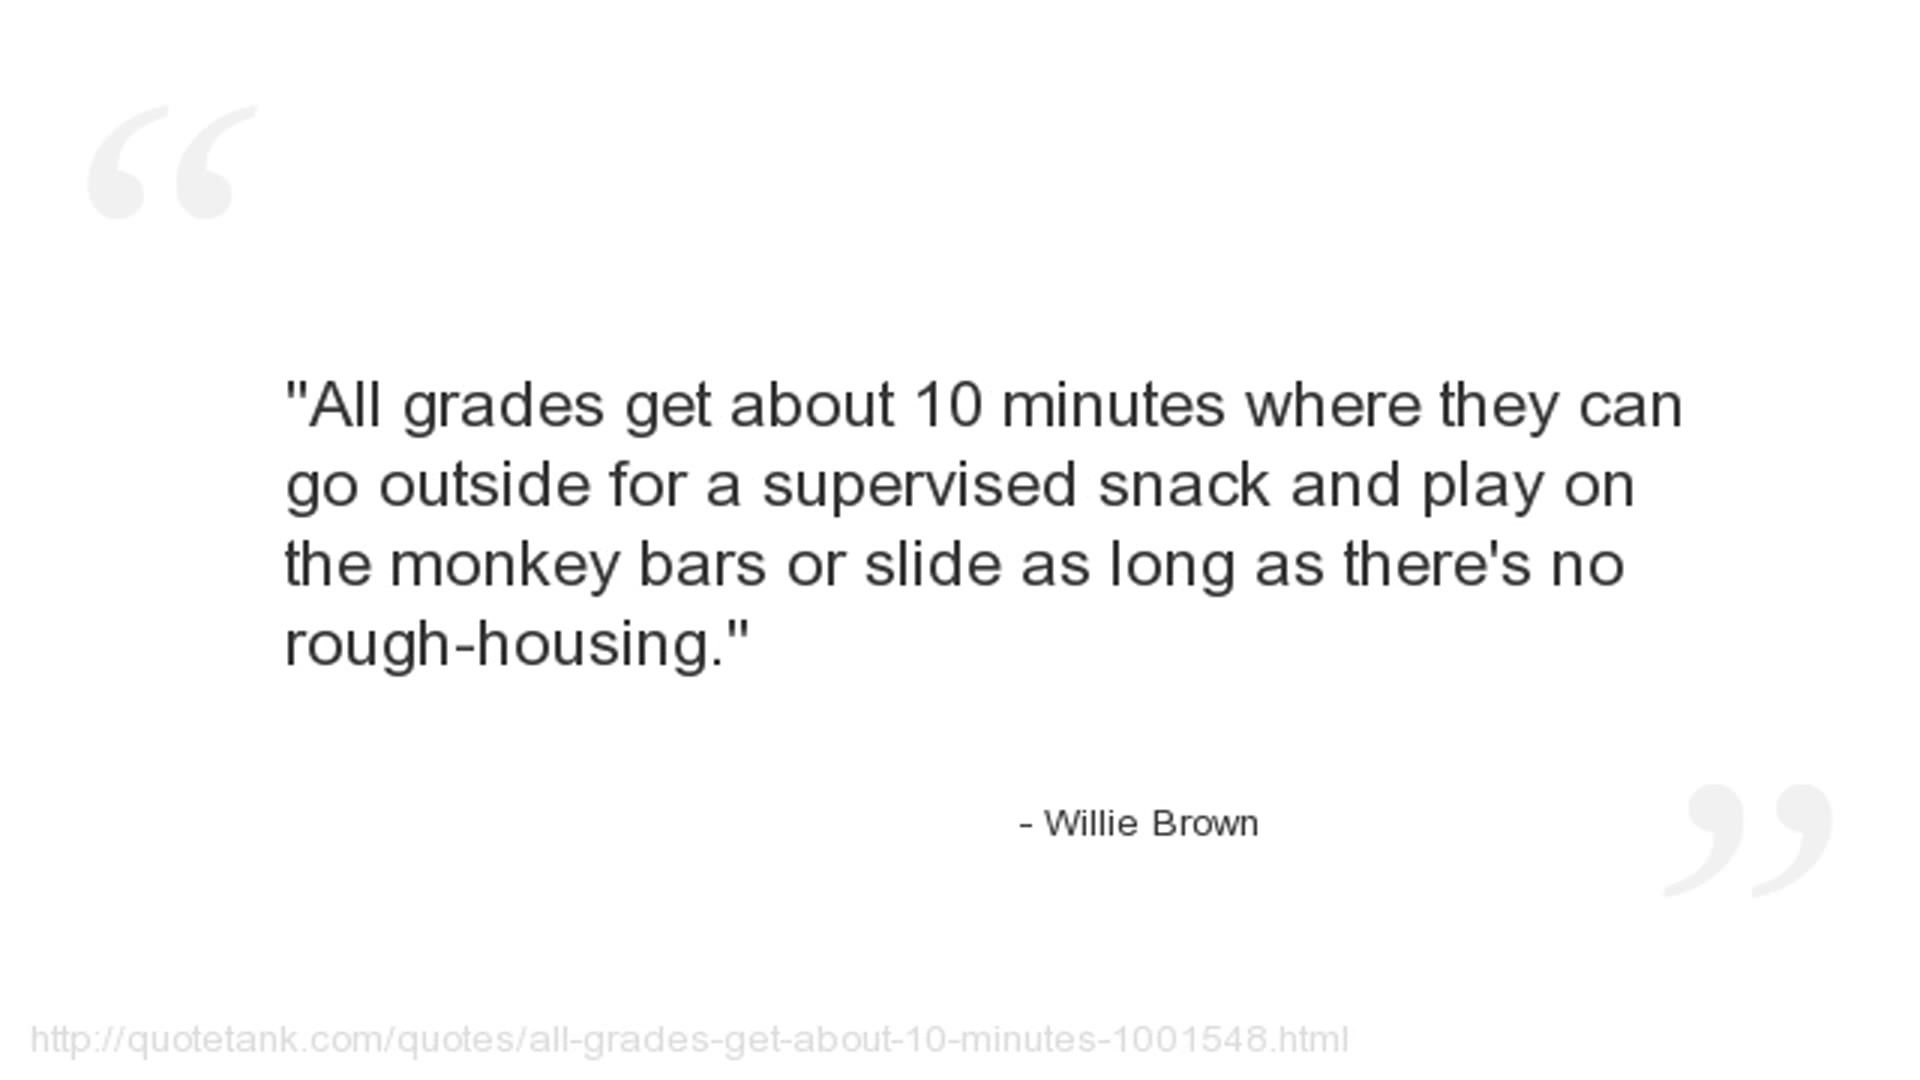 "All grades get about 10 minutes where they can
go outside for a supervised snack and play on
the monkey bars or slide as long as there's no
rough-housing."
- Willie Brown
http://quotetank.com/quotes/all-grades-get-about-10-minutes-1001548.html